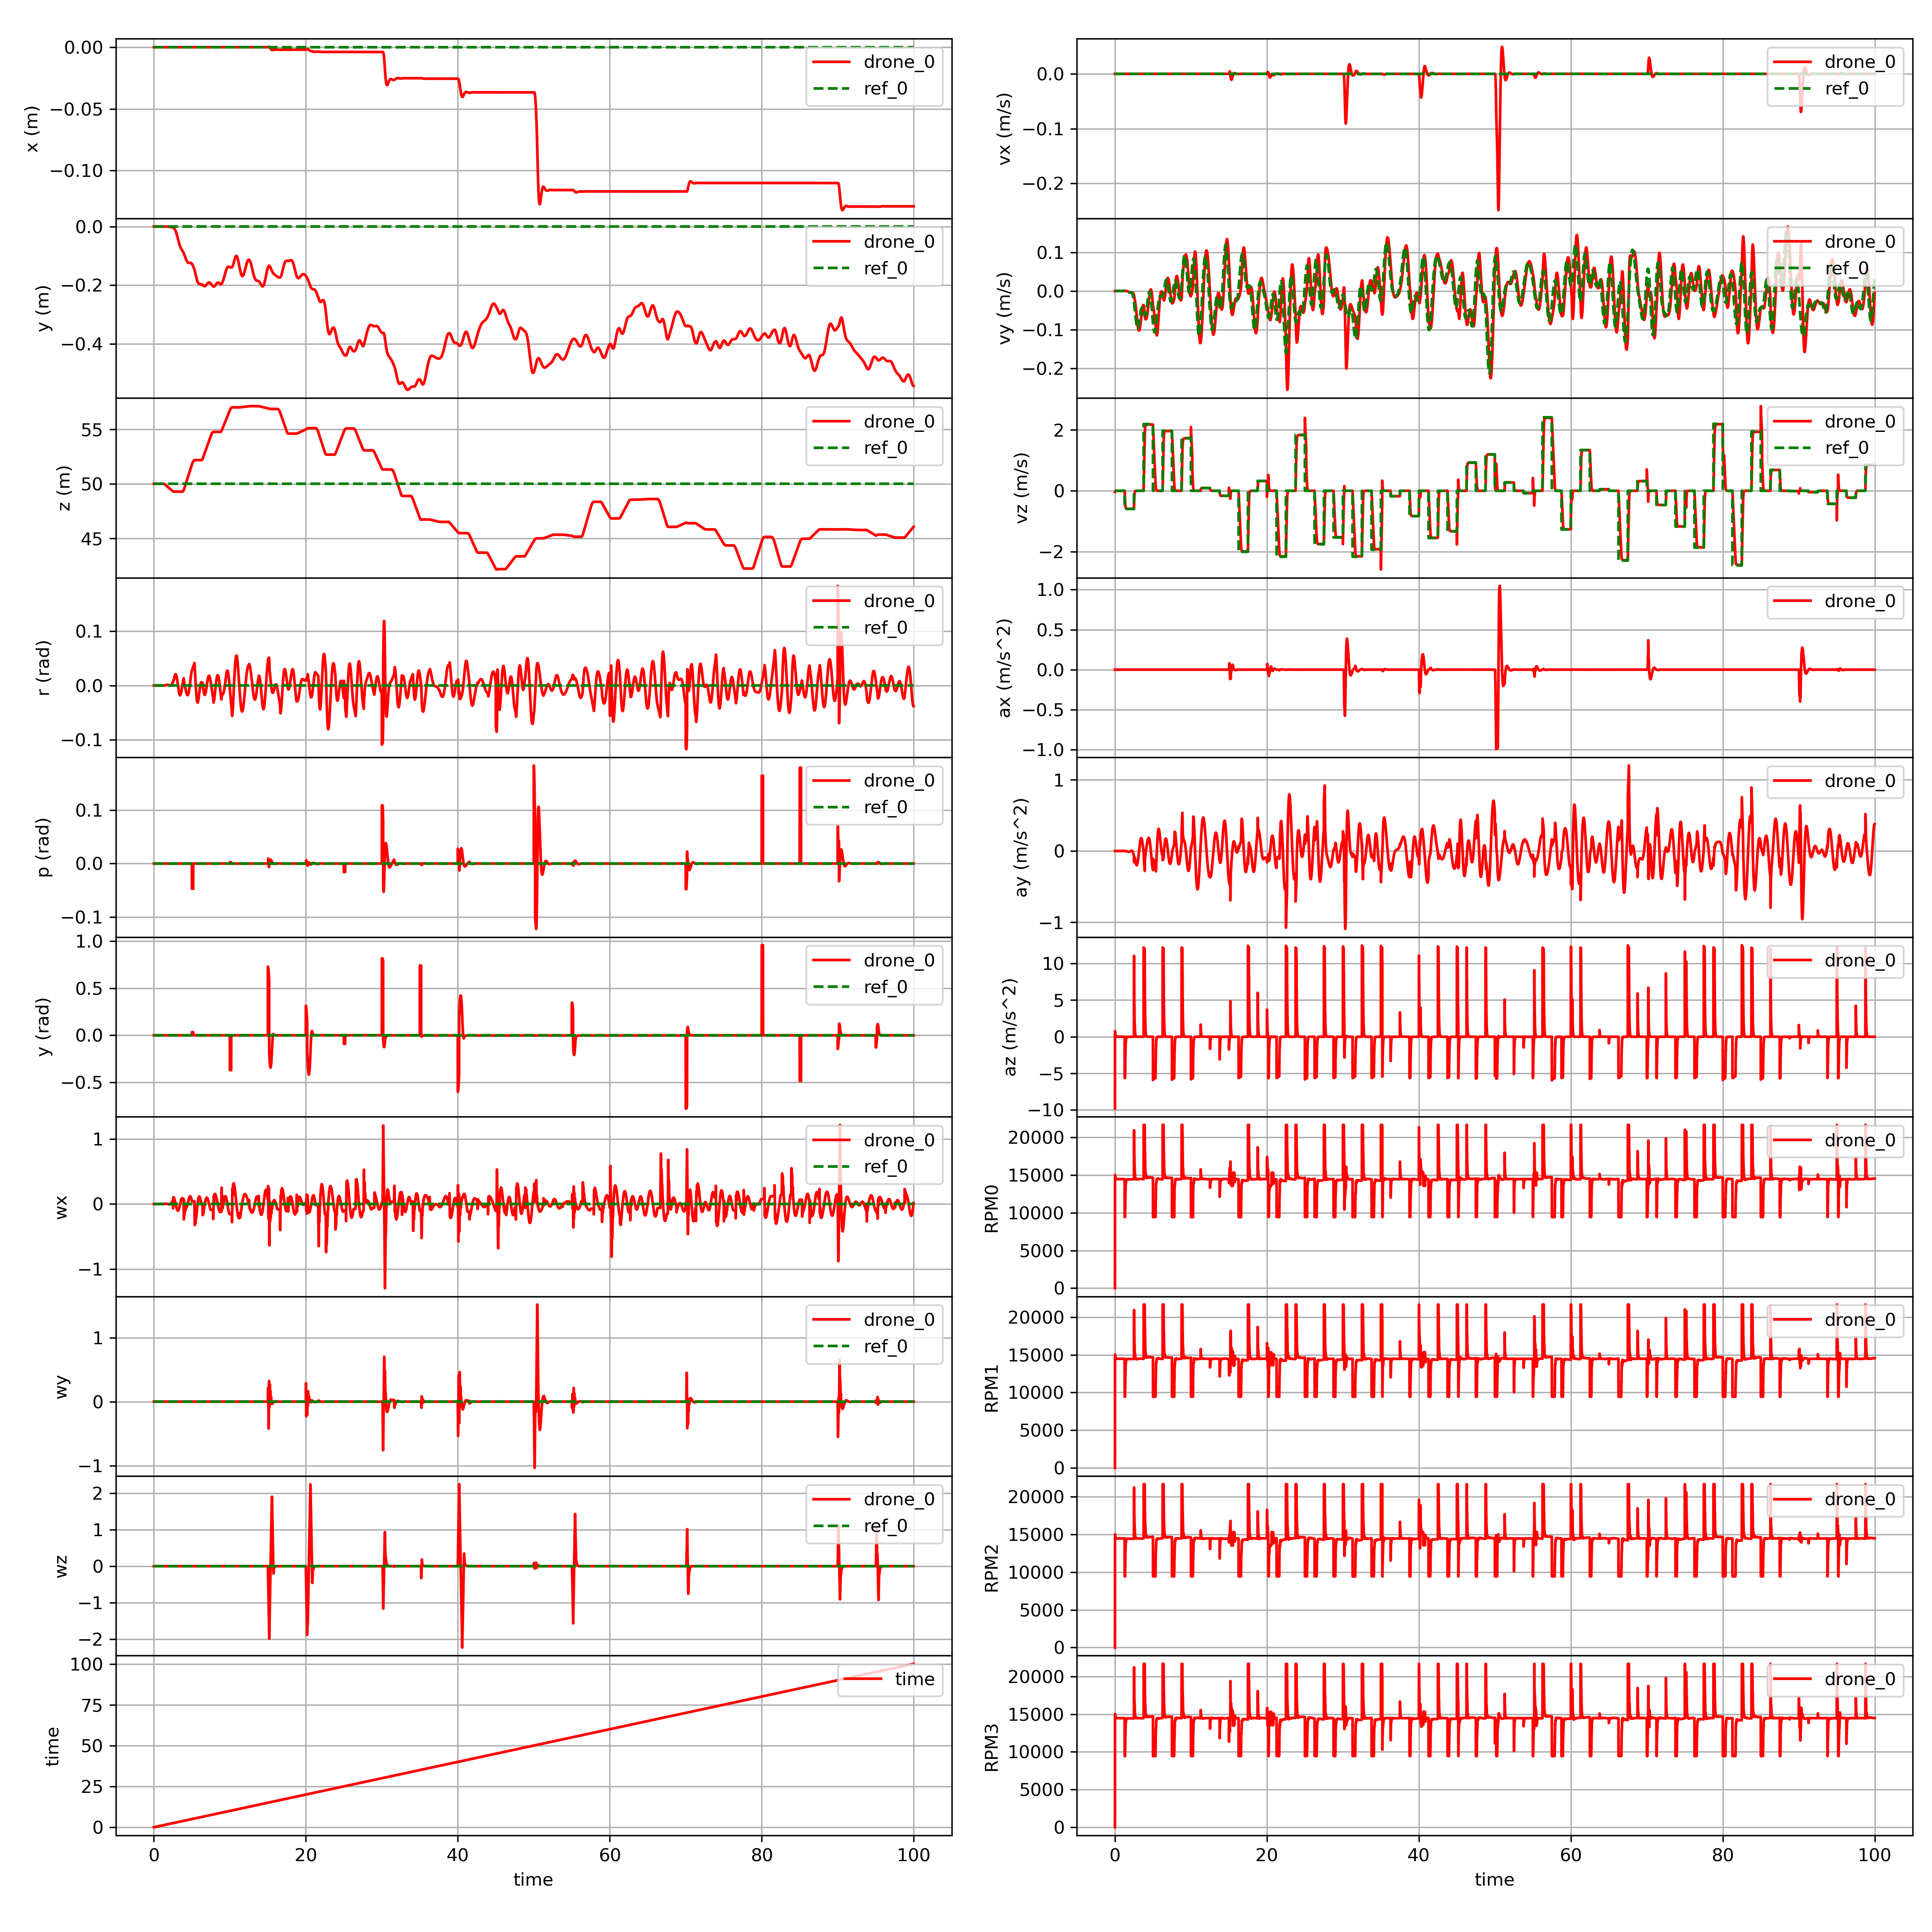 x (m)
0.00
−0.05
−0.10
drone_0
ref_0
y (m)
0.0
−0.2
−0.4
drone_0
ref_0
z (m)
55
50
45
drone_0
ref_0
r (rad)
0.1
0.0
−0.1
drone_0
ref_0
p (rad)
0.1
0.0
−0.1
drone_0
ref_0
y (rad)
1.0
0.5
0.0
−0.5
drone_0
ref_0
wx
1
0
−1
drone_0
ref_0
wy
1
0
−1
drone_0
ref_0
wz
2
1
0
−1
−2
drone_0
ref_0
time
100
75
50
25
0
time
0 20 40 60 80 100
time
vx (m/s)
0.0
−0.1
−0.2
drone_0
ref_0
vy (m/s)
0.1
0.0
−0.1
−0.2
drone_0
ref_0
vz (m/s)
2
0
−2
drone_0
ref_0
ax (m/s^2)
1.0
0.5
0.0
−0.5
−1.0
drone_0
ay (m/s^2)
1
0
−1
drone_0
az (m/s^2)
10
5
0
−5
−10
drone_0
RPM0
20000
15000
10000
5000
0
drone_0
RPM1
20000
15000
10000
5000
0
drone_0
RPM2
20000
15000
10000
5000
0
drone_0
RPM3
20000
15000
10000
5000
0
drone_0
0 20 40 60 80 100
time